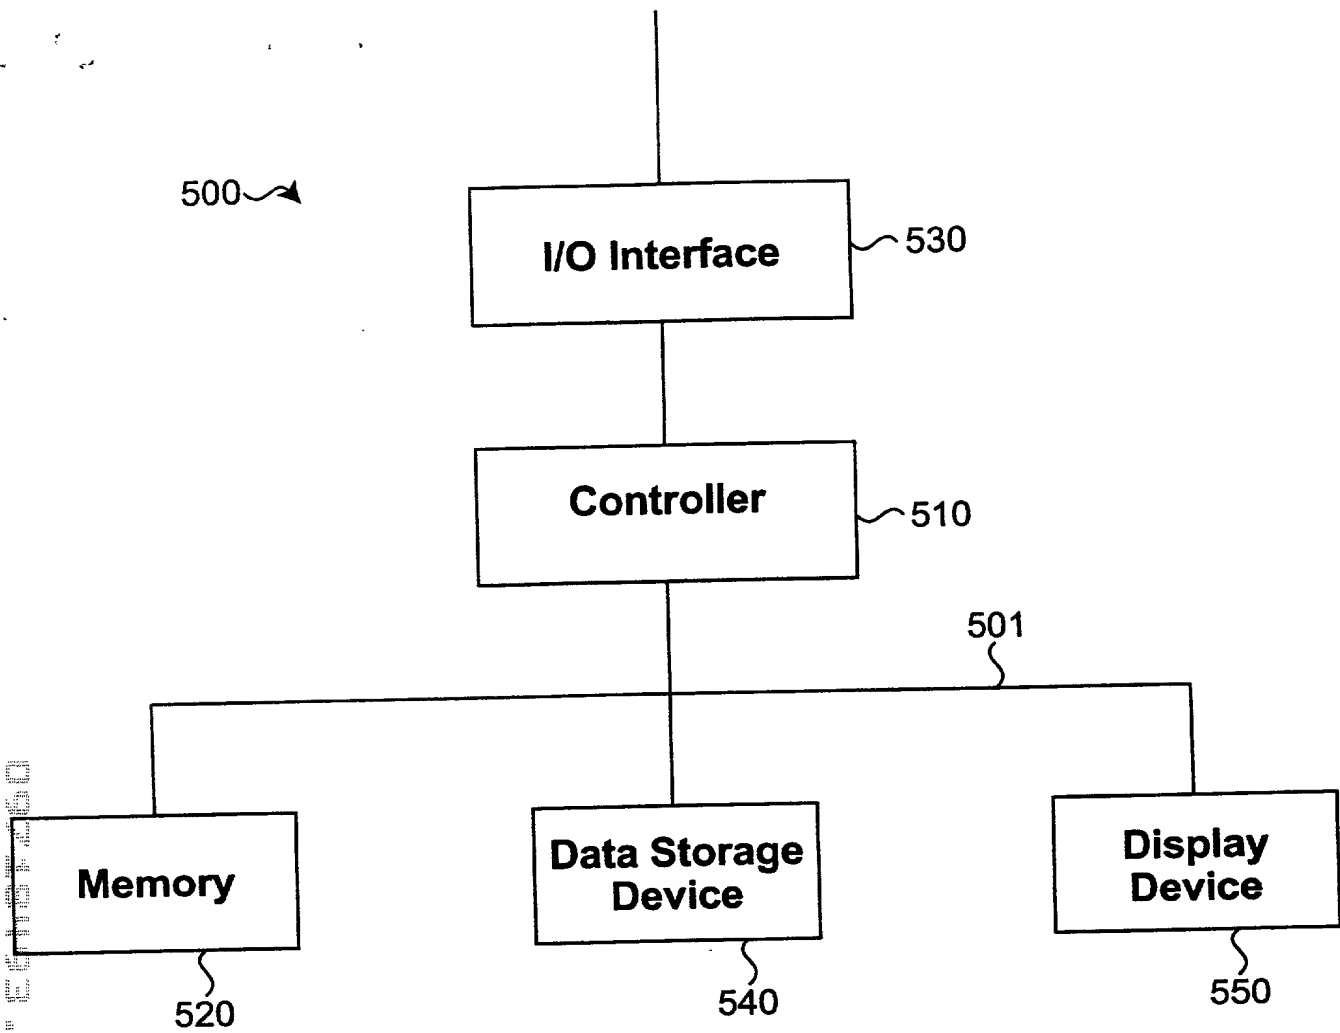 500
I/O Interface
530
Controller
510
501
Memory
Data Storage
Device
Display
Device
520
540
550